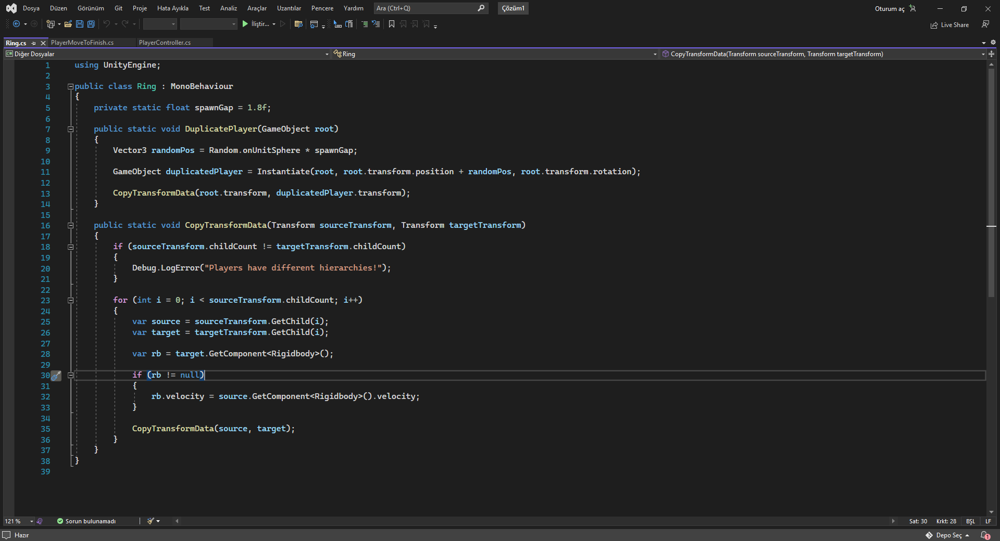 Dosya Düzen Görünüm Git Proje Hata Ayıkla Test Analiz Araçlar Uzantılar Pencere Yardım Ara (Ctrl+Q) Çözüm1 Oturum aç
İliştir... Live Share
Ring.cs PlayerMoveToFinish.cs PlayerController.cs
C# Diğer Dosyalar Ring CopyTransformData(Transform sourceTransform, Transform targetTransform)
1 using UnityEngine;
2
3 public class Ring : MonoBehaviour
4 {
5 private static float spawnGap = 1.8f;
6
7 public static void DuplicatePlayer(GameObject root)
8 {
9 Vector3 randomPos = Random.onUnitSphere * spawnGap;
10
11 GameObject duplicatedPlayer = Instantiate(root, root.transform.position + randomPos, root.transform.rotation);
12
13 CopyTransformData(root.transform, duplicatedPlayer.transform);
14 }
15
16 public static void CopyTransformData(Transform sourceTransform, Transform targetTransform)
17 {
18 if (sourceTransform.childCount != targetTransform.childCount)
19 {
20 Debug.LogError("Players have different hierarchies!");
21 }
22
23 for (int i = 0; i < sourceTransform.childCount; i++)
24 {
25 var source = sourceTransform.GetChild(i);
26 var target = targetTransform.GetChild(i);
27
28 var rb = target.GetComponent<Rigidbody>();
29
30 if (rb != null)
31 {
32 rb.velocity = source.GetComponent<Rigidbody>().velocity;
33 }
34
35 CopyTransformData(source, target);
36 }
37 }
38 }
39
121 % Sorun bulunamadı Sat: 30 Krkt: 28 BŞL LF
Hazır Depo Seç 1